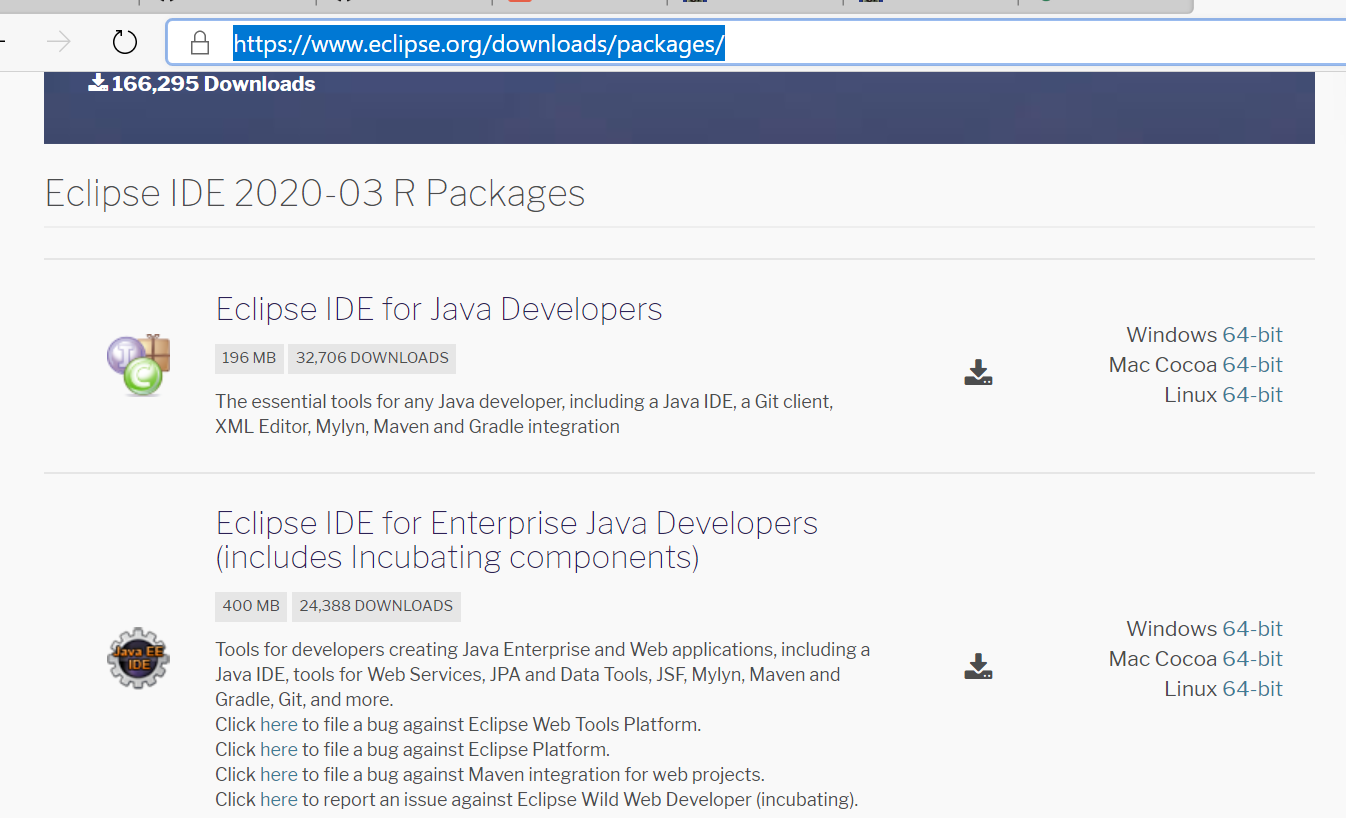 https://www.eclipse.org/downloads/packages/
166,295 Downloads
Eclipse IDE 2020-03 R Packages
Eclipse IDE for Java Developers
196 MB 32,706 DOWNLOADS
The essential tools for any Java developer, including a Java IDE, a Git client,
XML Editor, Mylyn, Maven and Gradle integration
Windows 64-bit
Mac Cocoa 64-bit
Linux 64-bit
Eclipse IDE for Enterprise Java Developers
(includes Incubating components)
400 MB 24,388 DOWNLOADS
Java EE
IDE
Tools for developers creating Java Enterprise and Web applications, including a
Java IDE, tools for Web Services, JPA and Data Tools, JSF, Mylyn, Maven and
Gradle, Git, and more.
Click here to file a bug against Eclipse Web Tools Platform.
Click here to file a bug against Eclipse Platform.
Click here to file a bug against Maven integration for web projects.
Click here to report an issue against Eclipse Wild Web Developer (incubating).
Windows 64-bit
Mac Cocoa 64-bit
Linux 64-bit